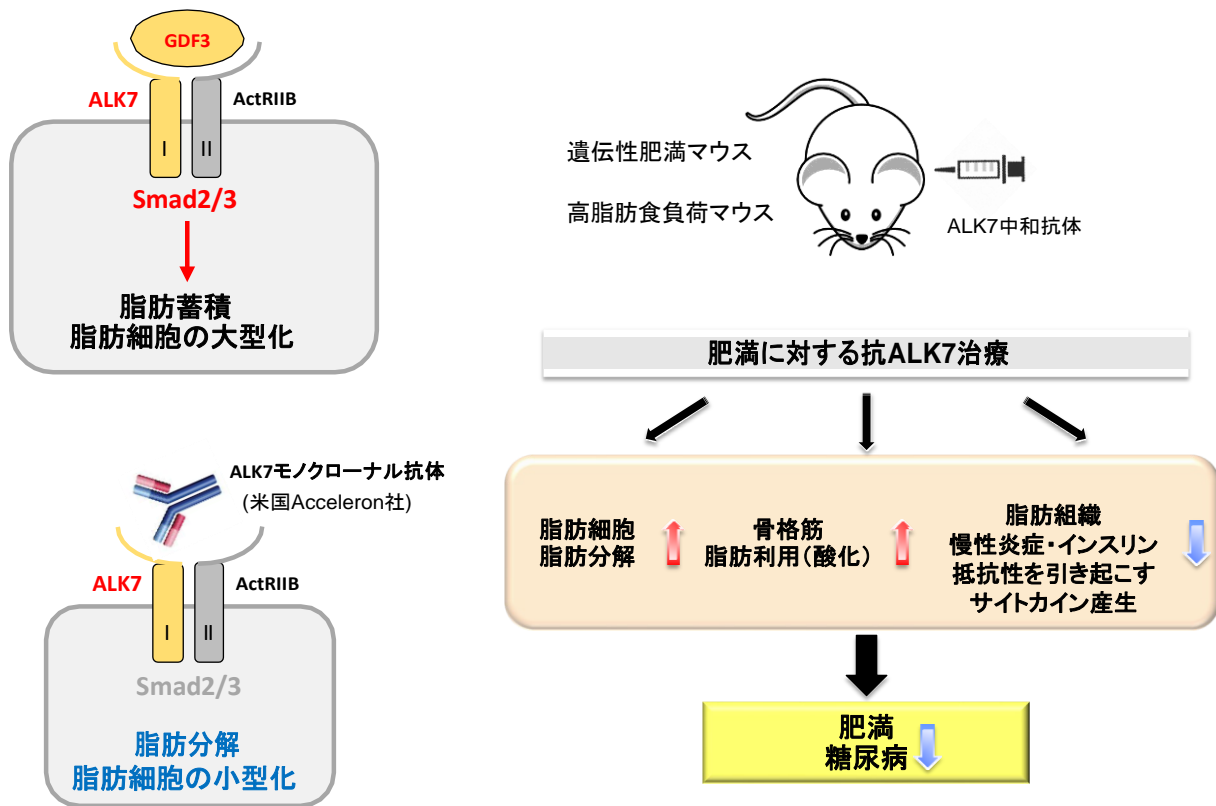 GDF3
ALK7
ActRIIB
I
II
Smad2/3
脂肪蓄積
脂肪細胞の大型化
ALK7モノクローナル抗体
(米国Acceleron社)
ALK7
ActRIIB
I
II
Smad2/3
脂肪分解
脂肪細胞の小型化
遺伝性肥満マウス
高脂肪食負荷マウス
ALK7中和抗体
肥満に対する抗ALK7治療
脂肪細胞
脂肪分解
骨格筋
脂肪利用（酸化）
脂肪組織
慢性炎症・インスリン
抵抗性を引き起こす
サイトカイン産生
肥満
糖尿病